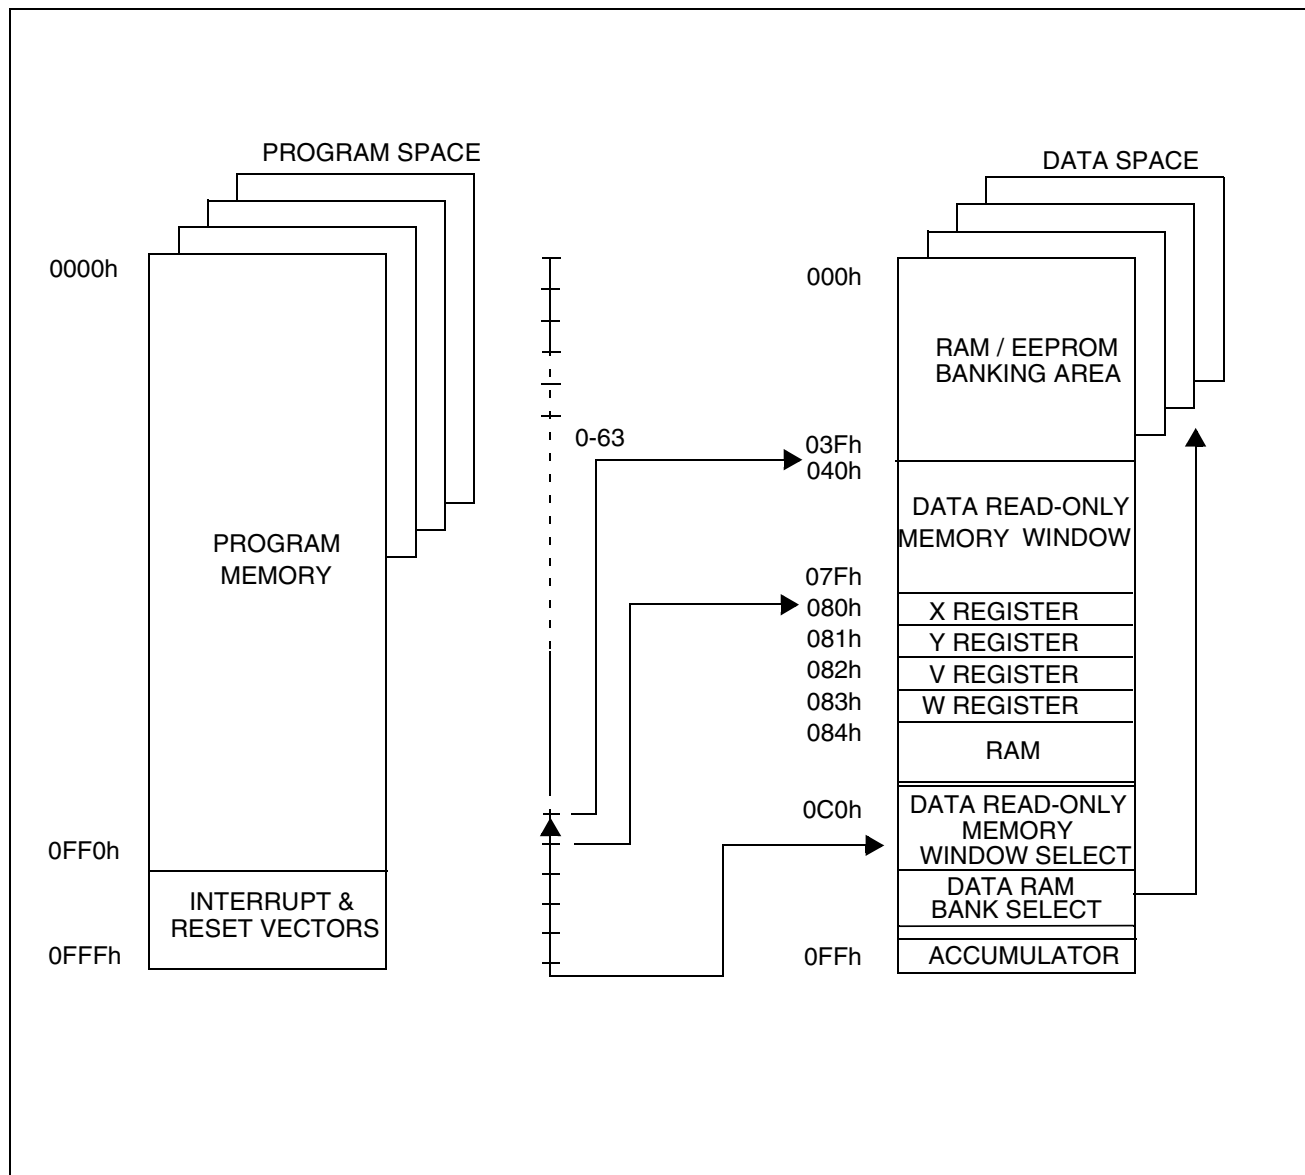 PROGRAM SPACE
0000h
PROGRAM
MEMORY
0FF0h
INTERRUPT &
RESET VECTORS
0FFFh
0-63
DATA SPACE
000h
RAM / EEPROM
BANKING AREA
03Fh
040h
DATA READ-ONLY
MEMORY WINDOW
07Fh
080h
X REGISTER
081h
Y REGISTER
082h
V REGISTER
083h
W REGISTER
084h
RAM
0C0h
DATA READ-ONLY
MEMORY
WINDOW SELECT
DATA RAM
BANK SELECT
0FFh
ACCUMULATOR